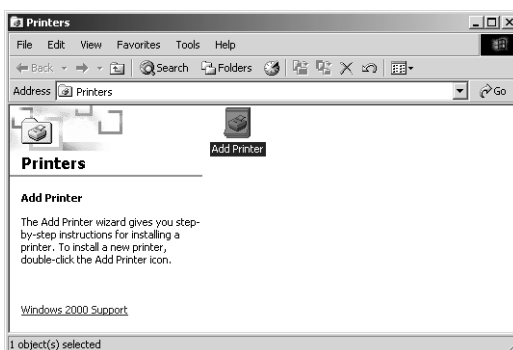 Printers
File Edit View Favorites Tools Help
Back Search Folders
Address Printers Go
Add Printer
Printers
Add Printer
The Add Printer wizard gives you step-
by-step instructions for installing a
printer. To install a new printer,
double-click the Add Printer icon.
Windows 2000 Support
1 object(s) selected